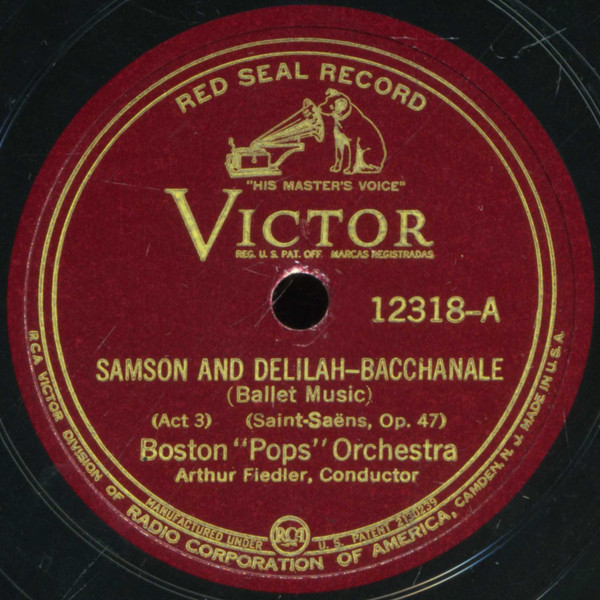 RED SEAL RECORD
"HIS MASTER'S VOICE"
VICTOR
REG. U.S. PAT. OFF. MARCAS REGISTRADAS
12318-A
SAMSON AND DELILAH—BACCHANALE
(Ballet Music)
(Act 3) (Saint-Saëns, Op. 47)
Boston "Pops" Orchestra
Arthur Fiedler, Conductor
MANUFACTURED UNDER RCA U.S. PATENT
R.C.A. VICTOR DIVISION OF RADIO CORPORATION OF AMERICA, CAMDEN, N. J. MADE IN U.S.A.